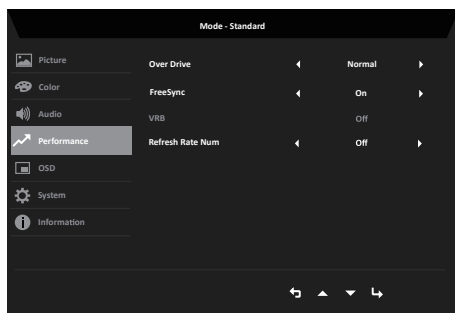 Mode - Standard
Picture
Color
Audio
Performance
OSD
System
Information
Over Drive Normal
FreeSync On
VRB Off
Refresh Rate Num Off